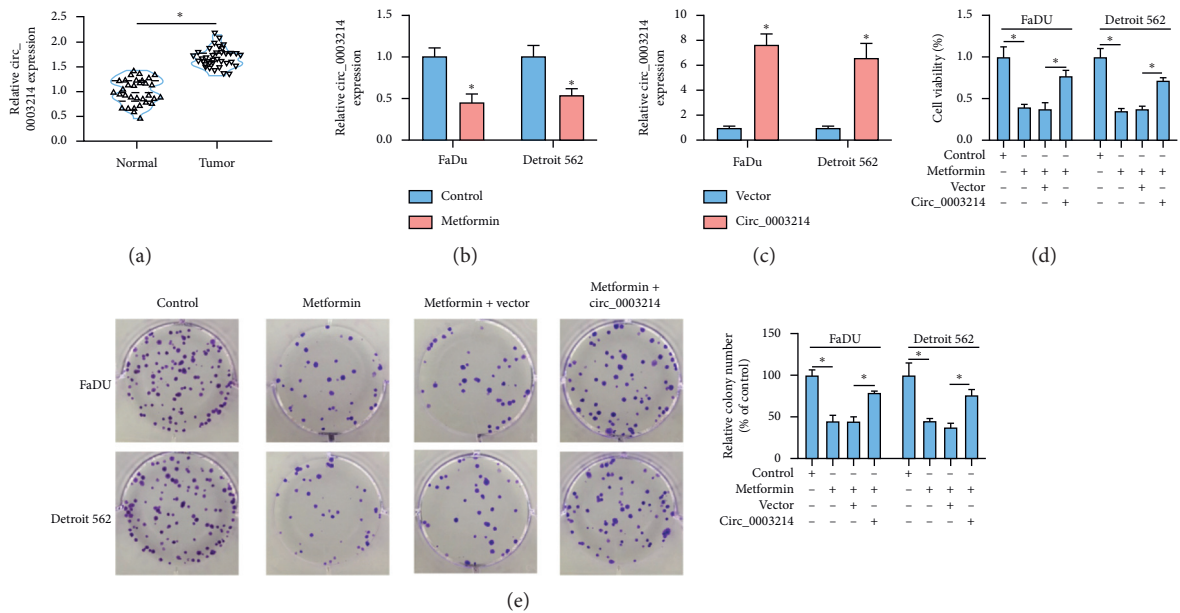 Relative circ_
0003214 expression
2.5
2.0
1.5
1.0
0.5
0.0
*
Normal Tumor
(a)
Relative circ_0003214
expression
1.5
1.0
0.5
0.0
* *
FaDu Detroit 562
Control
Metformin
(b)
Relative circ_0003214
expression
10
8
6
4
2
0
* *
FaDu Detroit 562
Vector
Circ_0003214
(c)
Cell viability (%)
1.5
1.0
0.5
0.0
FaDU Detroit 562
* * * *
Control + – – – + – – –
Metformin – + + + – + + +
Vector – – + – – – + –
Circ_0003214 – – – + – – – +
(d)
Control Metformin Metformin + vector Metformin +
circ_0003214
FaDU
Detroit 562
Relative colony number
(% of control)
150
100
50
0
FaDU Detroit 562
* * * *
Control + – – – + – – –
Metformin – + + + – + + +
Vector – – + – – – + –
Circ_0003214 – – – + – – – +
(e)